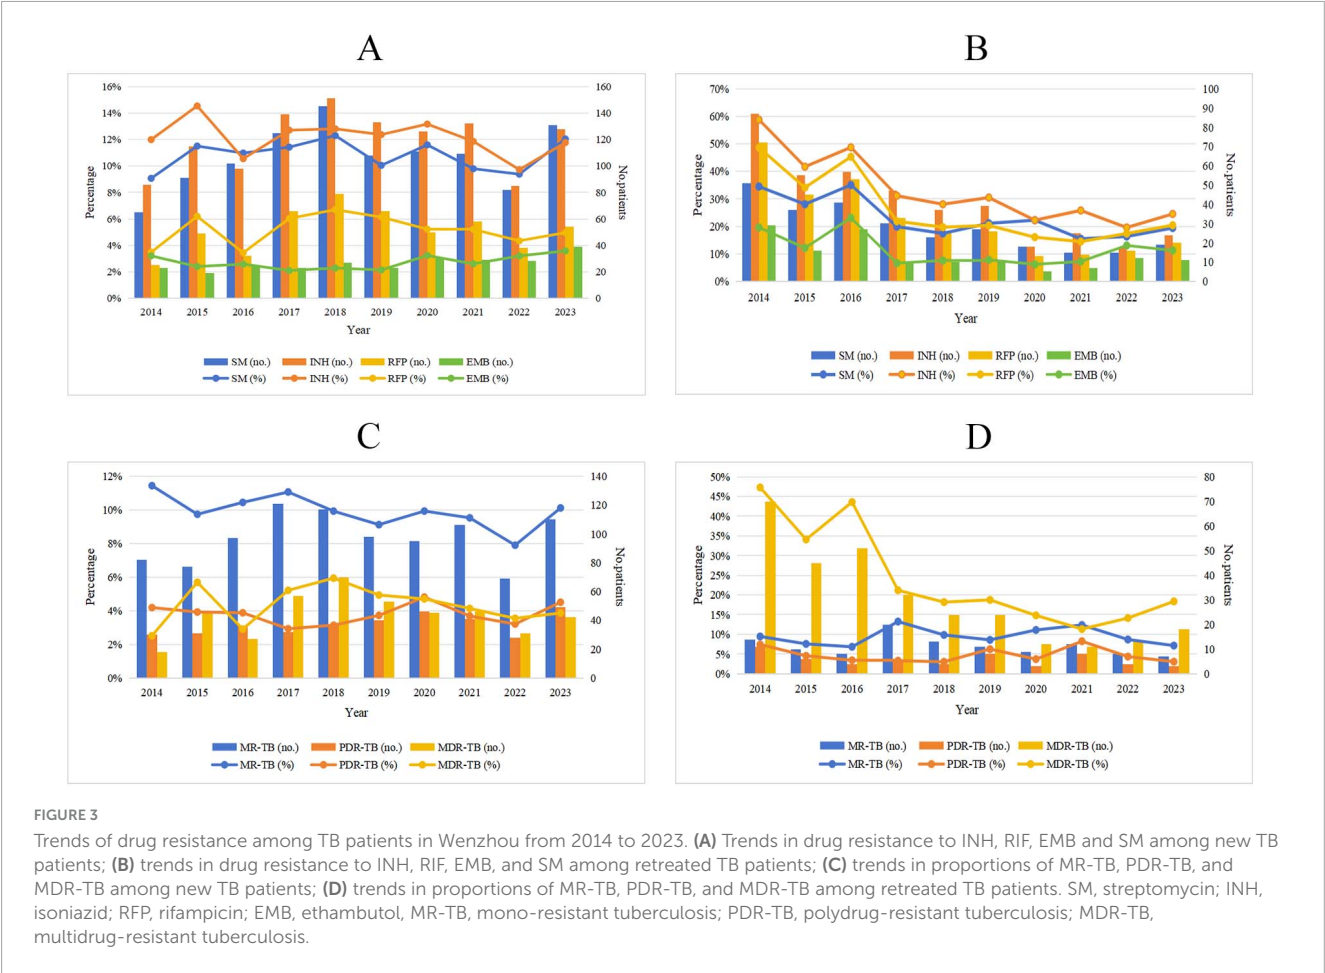 A
B
16%
14%
12%
10%
8%
6%
4%
2%
0%
Percentage
160
140
120
100
80
60
40
20
0
No.patients
2014 2015 2016 2017 2018 2019 2020 2021 2022 2023
Year
SM (no.) INH (no.) RFP (no.) EMB (no.)
SM (%) INH (%) RFP (%) EMB (%)
70%
60%
50%
40%
30%
20%
10%
0%
Percentage
100
90
80
70
60
50
40
30
20
10
0
No.patients
2014 2015 2016 2017 2018 2019 2020 2021 2022 2023
Year
SM (no.) INH (no.) RFP (no.) EMB (no.)
SM (%) INH (%) RFP (%) EMB (%)
C
D
12%
10%
8%
6%
4%
2%
0%
Percentage
140
120
100
80
60
40
20
0
No.patients
2014 2015 2016 2017 2018 2019 2020 2021 2022 2023
Year
MR-TB (no.) PDR-TB (no.) MDR-TB (no.)
MR-TB (%) PDR-TB (%) MDR-TB (%)
50%
45%
40%
35%
30%
25%
20%
15%
10%
5%
0%
Percentage
80
70
60
50
40
30
20
10
0
No.patients
2014 2015 2016 2017 2018 2019 2020 2021 2022 2023
Year
MR-TB (no.) PDR-TB (no.) MDR-TB (no.)
MR-TB (%) PDR-TB (%) MDR-TB (%)
FIGURE 3
Trends of drug resistance among TB patients in Wenzhou from 2014 to 2023. (A) Trends in drug resistance to INH, RIF, EMB and SM among new TB
patients; (B) trends in drug resistance to INH, RIF, EMB, and SM among retreated TB patients; (C) trends in proportions of MR-TB, PDR-TB, and
MDR-TB among new TB patients; (D) trends in proportions of MR-TB, PDR-TB, and MDR-TB among retreated TB patients. SM, streptomycin; INH,
isoniazid; RFP, rifampicin; EMB, ethambutol, MR-TB, mono-resistant tuberculosis; PDR-TB, polydrug-resistant tuberculosis; MDR-TB,
multidrug-resistant tuberculosis.